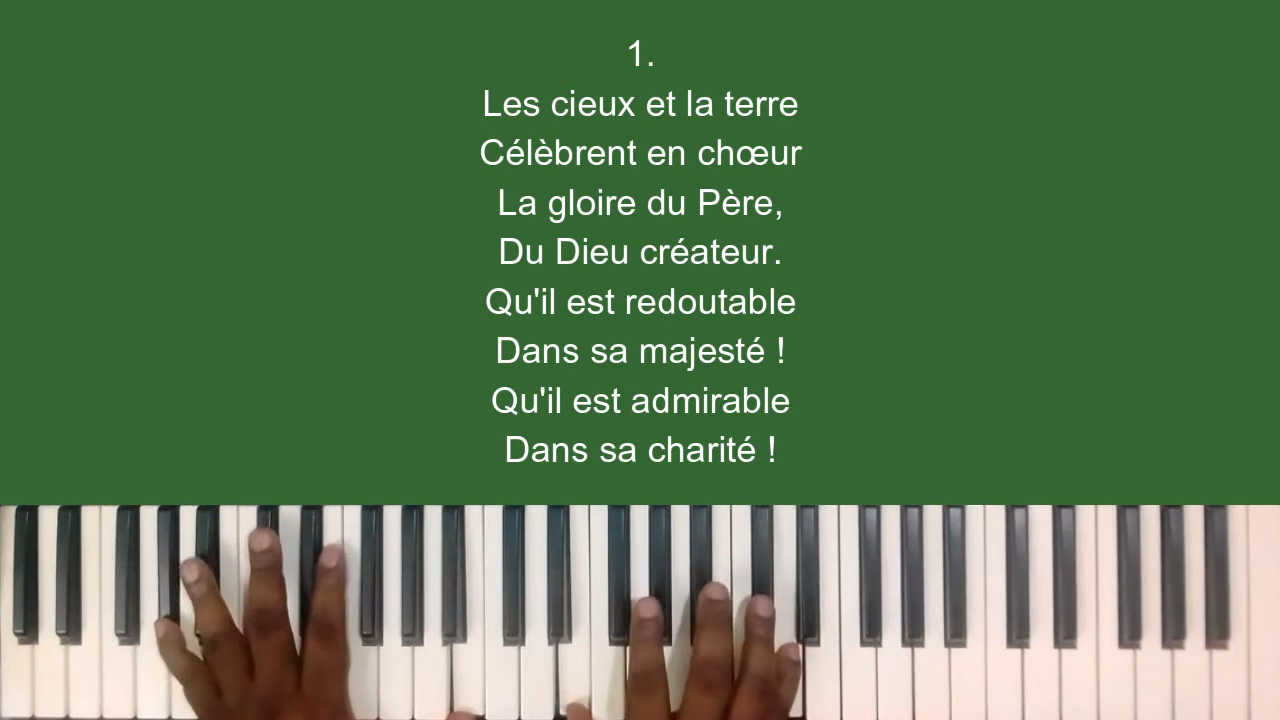 1.
Les cieux et la terre
Célèbrent en chœur
La gloire du Père,
Du Dieu créateur.
Qu'il est redoutable
Dans sa majesté !
Qu'il est admirable
Dans sa charité !